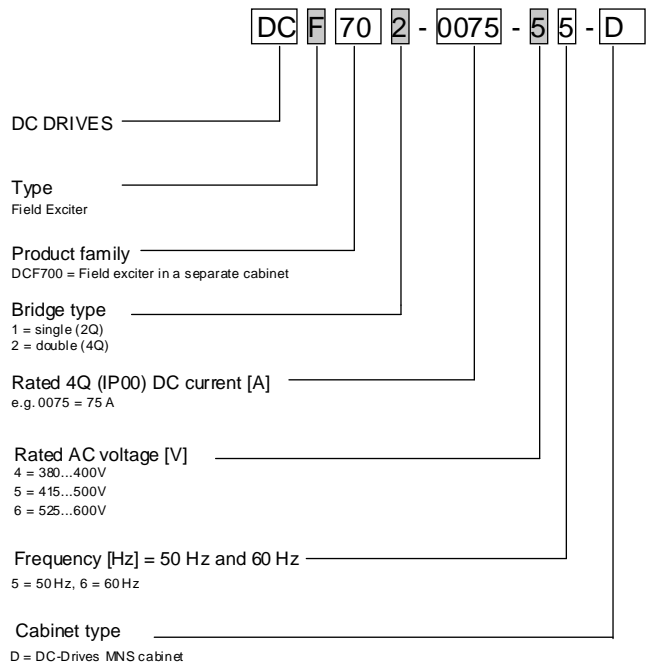 DC F 70 2 - 0075 - 5 5 - D
DC DRIVES
Type
Field Exciter
Product family
DCF700 = Field exciter in a separate cabinet
Bridge type
1 = single (2Q)
2 = double (4Q)
Rated 4Q (IP00) DC current [A]
e.g. 0075 = 75 A
Rated AC voltage [V]
4 = 380...400V
5 = 415...500V
6 = 525...600V
Frequency [Hz] = 50 Hz and 60 Hz
5 = 50 Hz, 6 = 60 Hz
Cabinet type
D = DC-Drives MNS cabinet